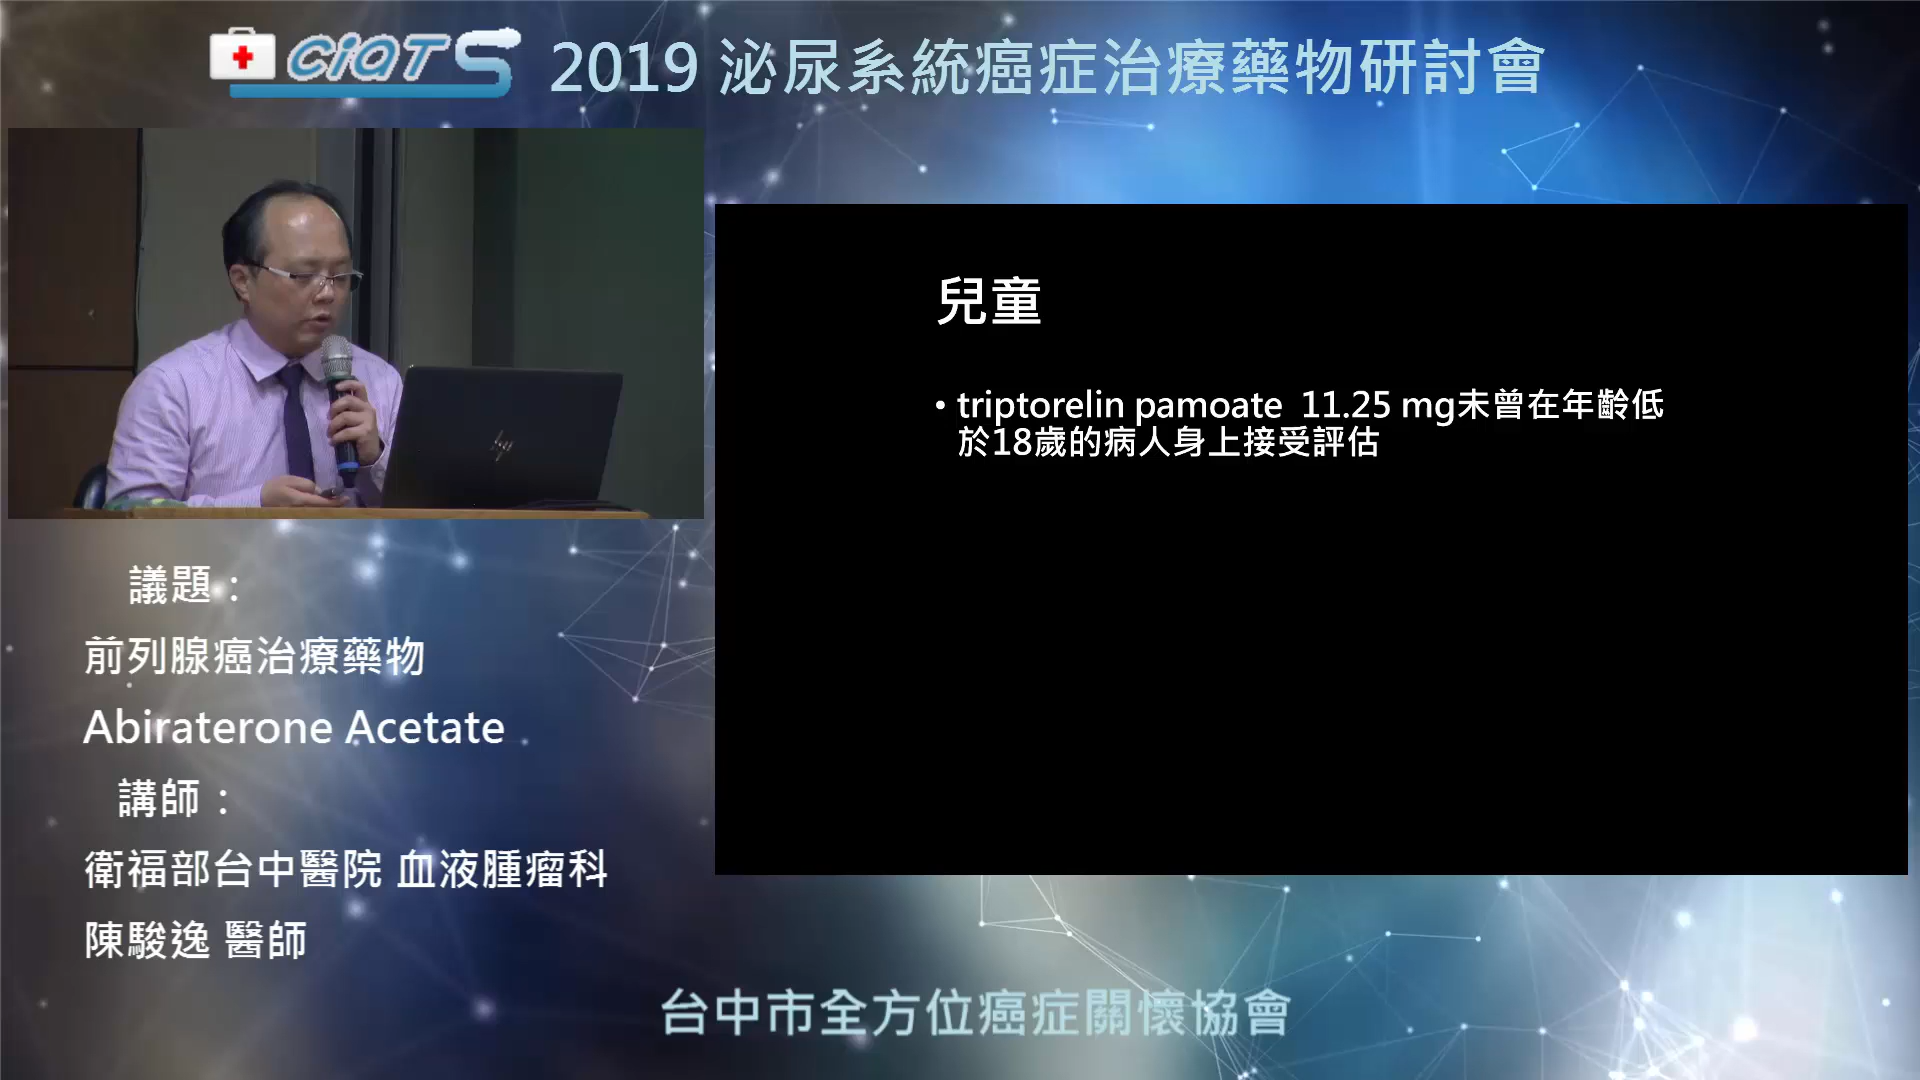 CiQTS 2019 泌尿系統癌症治療藥物研討會
兒童
• triptorelin pamoate 11.25 mg未曾在年齡低
於18歲的病人身上接受評估
hp
議題：
前列腺癌治療藥物
Abiraterone Acetate
講師：
衛福部台中醫院 血液腫瘤科
陳駿逸 醫師
台中市全方位癌症關懷協會